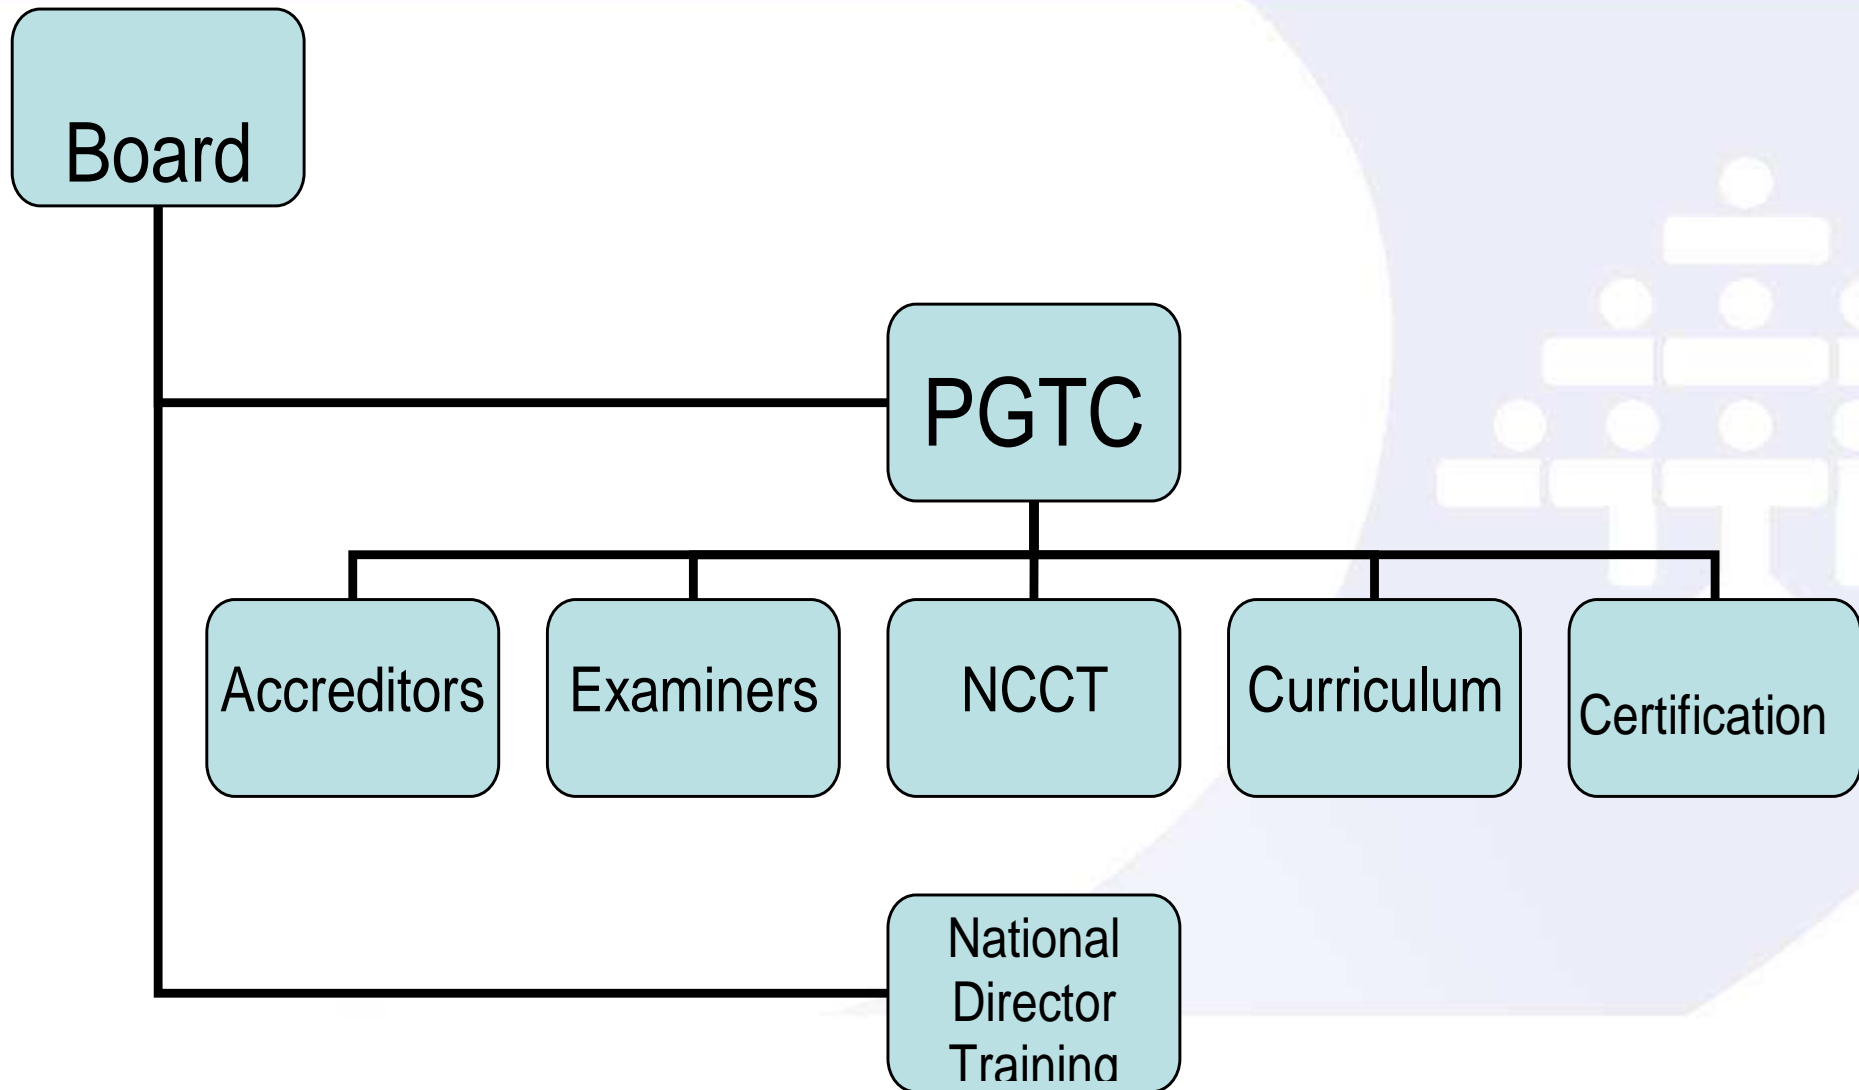 Board
PGTC
Accreditors
Examiners
NCCT
Curriculum
Certification
National
Director
Training